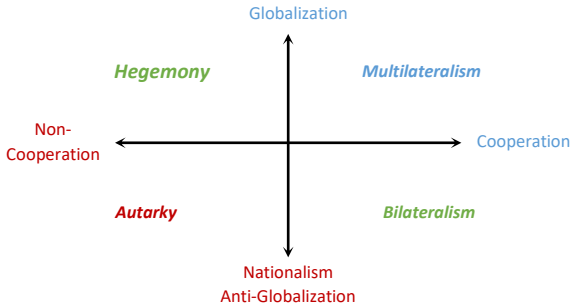 Globalization
Hegemony
Multilateralism
Non-
Cooperation
Cooperation
Autarky
Bilateralism
Nationalism
Anti-Globalization